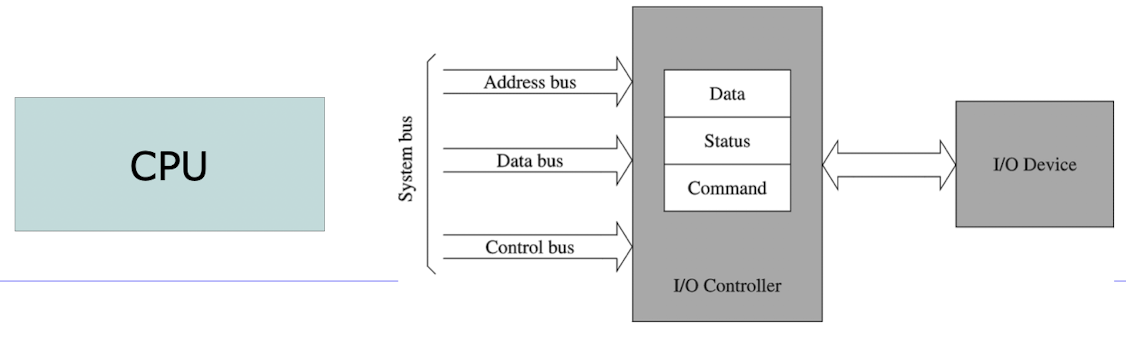 CPU
System bus
Address bus
Data bus
Control bus
Data
Status
Command
I/O Controller
I/O Device